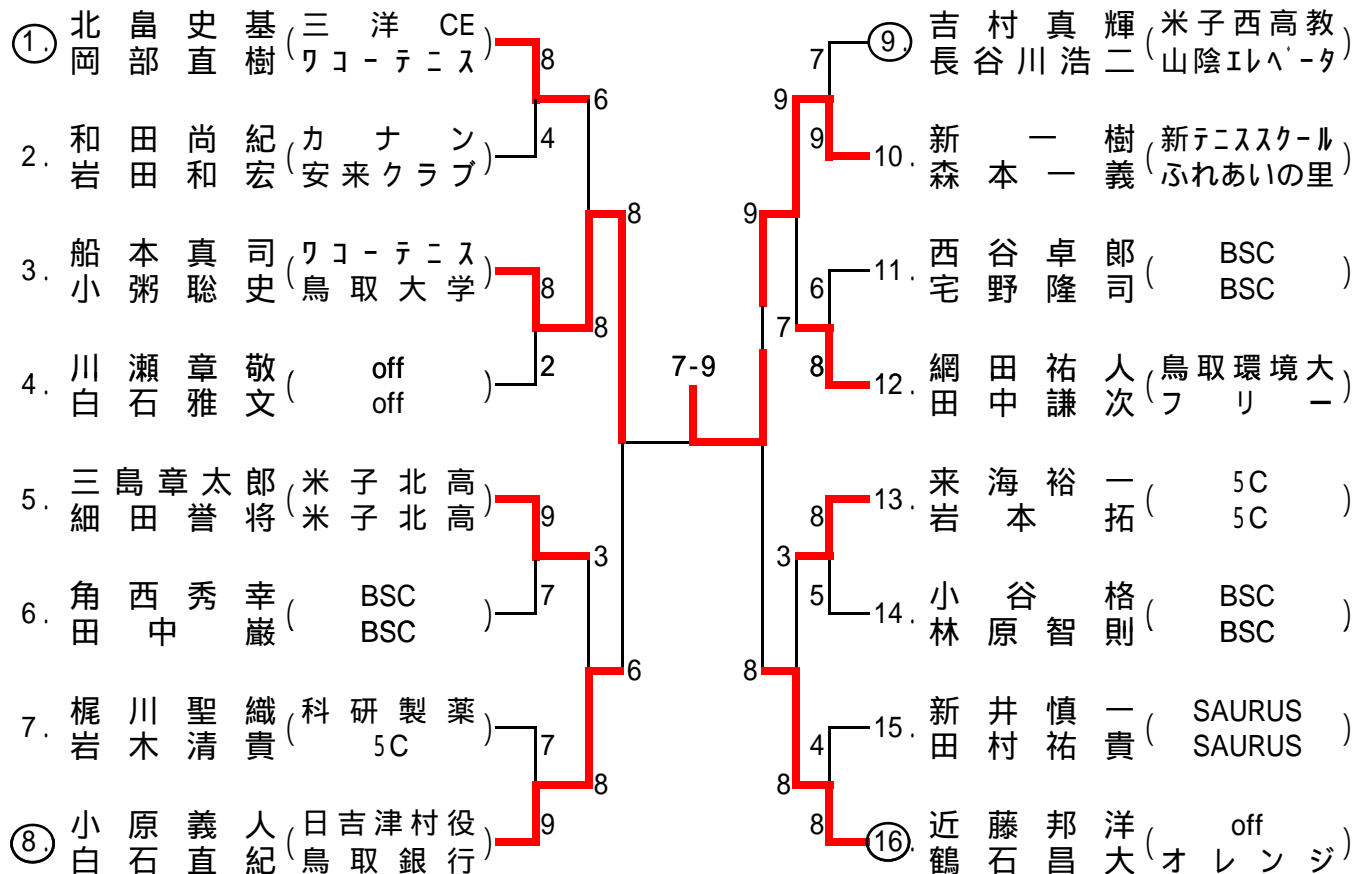 ①. 北畠史基 (三洋CE)
岡部直樹 (ワコーテニス)
8
6
2. 和田尚紀 (カナン)
岩田和宏 (安来クラブ)
4
8
3. 船本真司 (ワコーテニス)
小粥聡史 (鳥取大学)
8
8
4. 川瀬章敬 (off)
白石雅文 (off)
2
7-9
5. 三島章太郎 (米子北高)
細田誉将 (米子北高)
9
3
6. 角西秀幸 (BSC)
田中巌 (BSC)
7
6
7. 梶川聖織 (科研製薬)
岩木清貴 (5C)
7
8
⑧. 小原義人 (日吉津村役)
白石直紀 (鳥取銀行)
9
⑨. 吉村真輝 (米子西高教)
長谷川浩二 (山陰エレベータ)
7
9
10. 新一樹 (新テニススクール)
森本一義 (ふれあいの里)
9
9
11. 西谷卓郎 (BSC)
宅野隆司 (BSC)
6
7
12. 網田祐人 (鳥取環境大)
田中謙次 (フリー)
8
13. 来海裕一 (5C)
岩本拓 (5C)
8
3
14. 小谷格 (BSC)
林原智則 (BSC)
5
8
15. 新井慎一 (SAURUS)
田村祐貴 (SAURUS)
4
8
⑯. 近藤邦洋 (off)
鶴石昌大 (オレンジ)
8